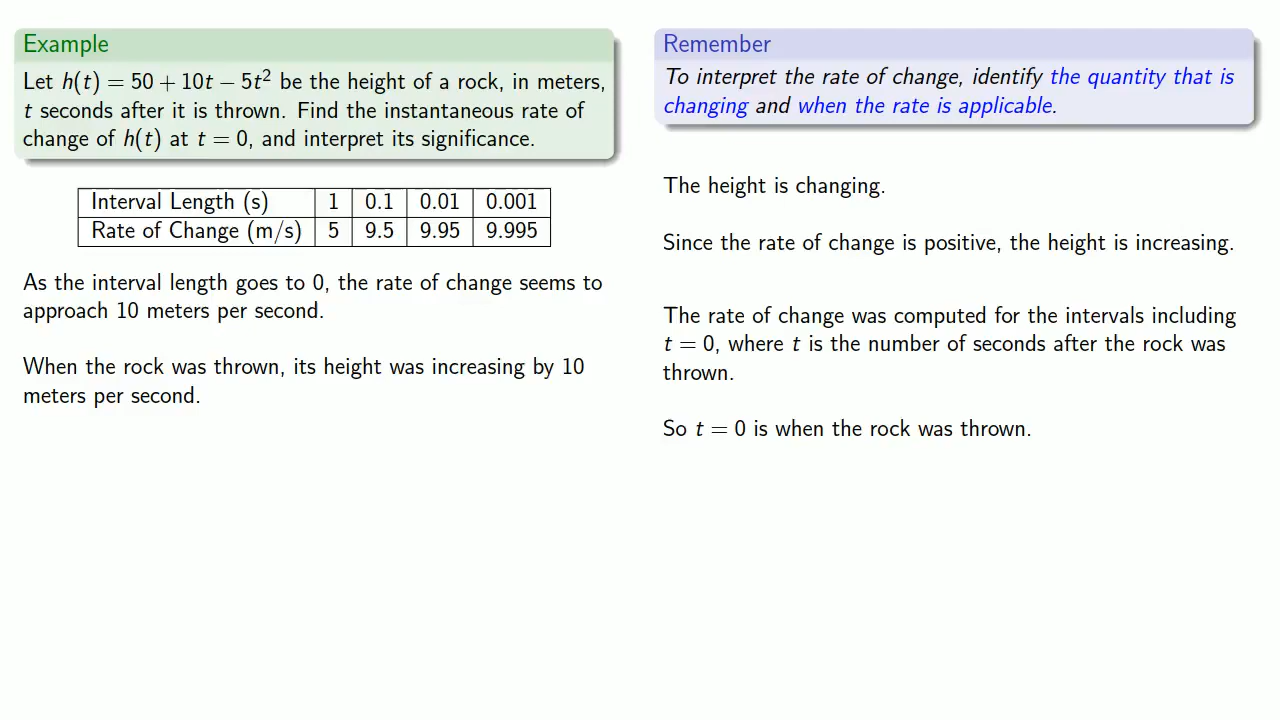 Example
Let h(t) = 50 + 10t − 5t² be the height of a rock, in meters,
t seconds after it is thrown. Find the instantaneous rate of
change of h(t) at t = 0, and interpret its significance.
Interval Length (s) 1 0.1 0.01 0.001
Rate of Change (m/s) 5 9.5 9.95 9.995
As the interval length goes to 0, the rate of change seems to
approach 10 meters per second.
When the rock was thrown, its height was increasing by 10
meters per second.
Remember
To interpret the rate of change, identify the quantity that is
changing and when the rate is applicable.
The height is changing.
Since the rate of change is positive, the height is increasing.
The rate of change was computed for the intervals including
t = 0, where t is the number of seconds after the rock was
thrown.
So t = 0 is when the rock was thrown.